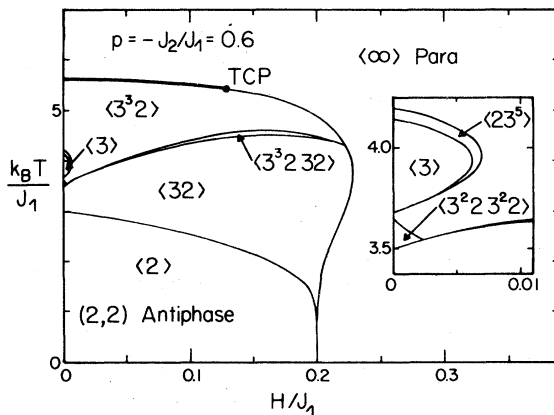 p = −J₂/J₁ = 0.6
⟨∞⟩ Para
TCP
5
⟨3³2⟩
⟨3⟩
k_BT
J₁
⟨3³2 32⟩
⟨32⟩
⟨2⟩
(2,2) Antiphase
0
0
0.1
0.2
0.3
H/J₁
⟨23⁵⟩
4.0
⟨3⟩
⟨3²2 3²2⟩
3.5
0
0.01